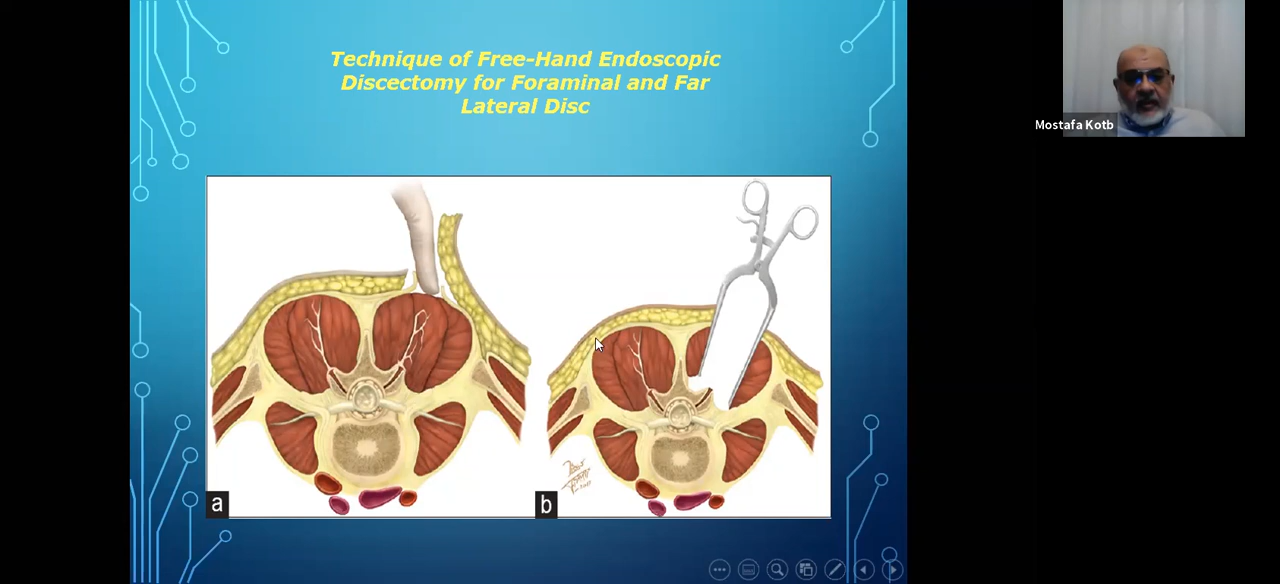 Technique of Free-Hand Endoscopic
Discectomy for Foraminal and Far
Lateral Disc
Mostafa Kotb
a
b